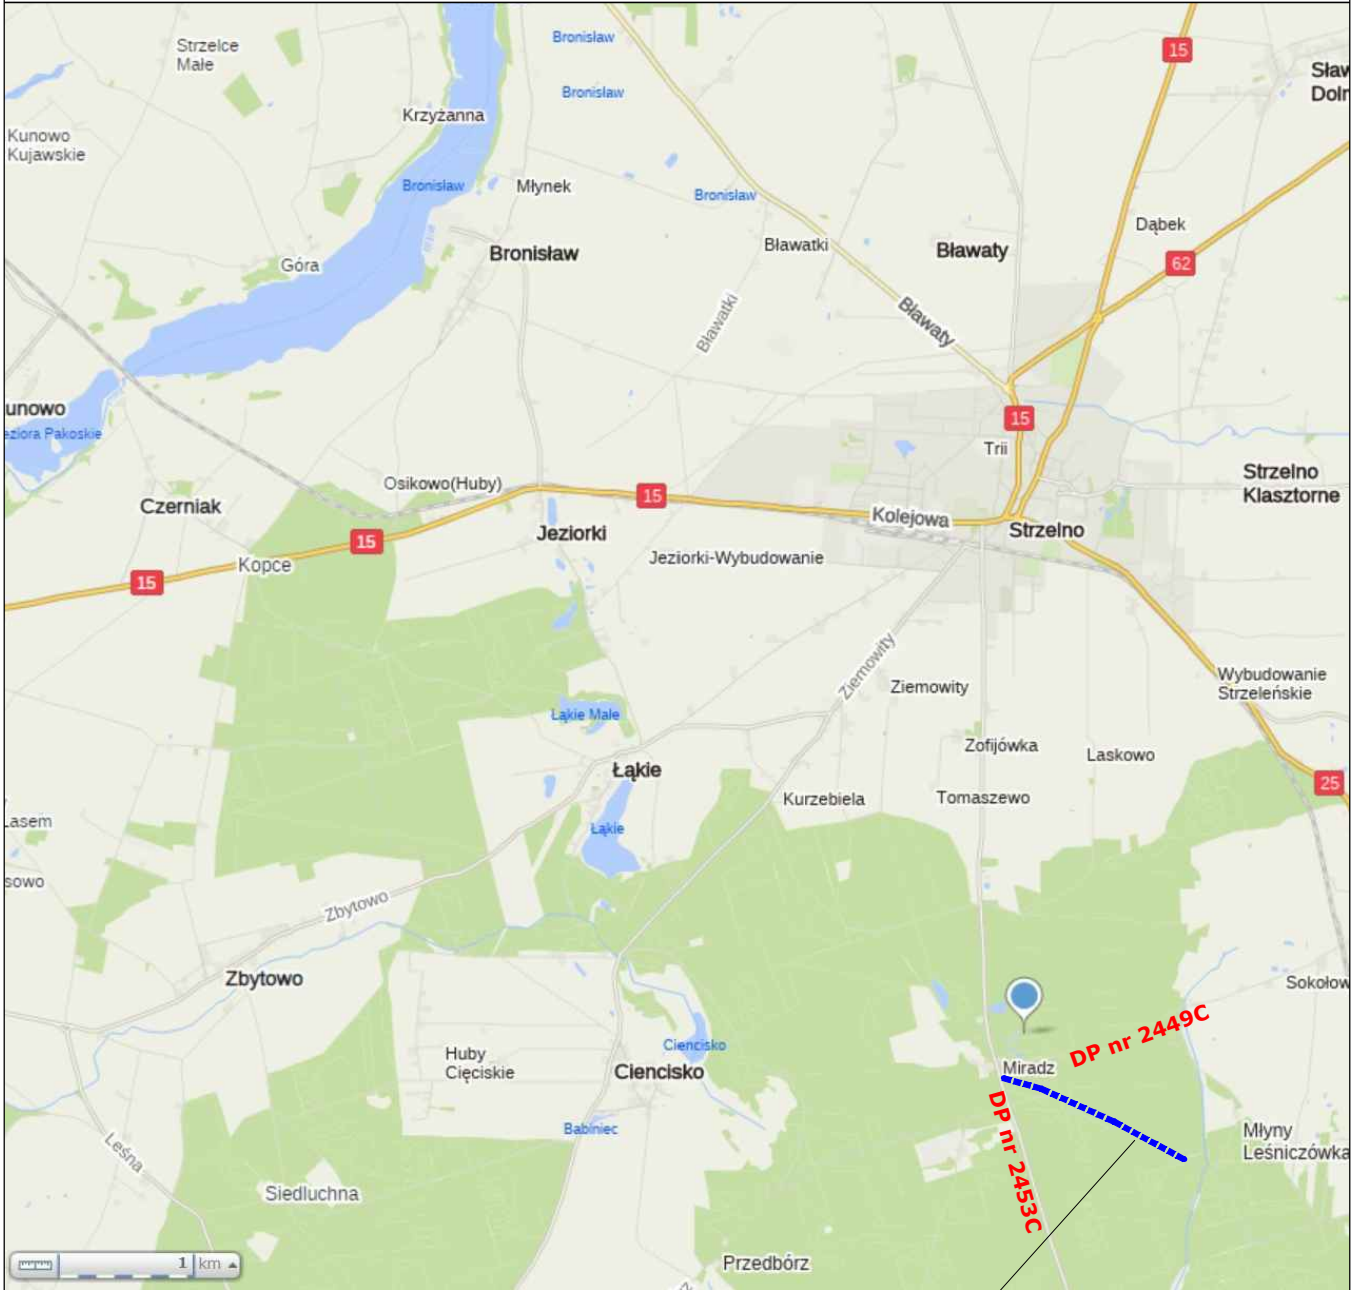 Bronisław
Strzelce
Małe
15
Sław
Doln
Bronisław
Krzyżanna
Kunowo
Kujawskie
Bronisław
Młynek
Bronisław
Dąbek
Bławatki
Bławaty
Bronisław
Góra
62
Bławatki
Bławaty
unowo
eziora Pakoskie
15
Trii
Strzelno
Klasztorne
Osikowo(Huby)
15
Czerniak
Kolejowa
Jeziorki
Strzelno
15
Kopce
Jeziorki-Wybudowanie
15
Ziemowity
Ziemowity
Wybudowanie
Strzeleńskie
Łąkie Małe
Zofijówka
Laskowo
Łąkie
25
Kurzebiela
Tomaszewo
Lasem
Łąkie
sowo
Zbytowo
Zbytowo
Sokołow
DP nr 2449C
Ciencisko
Huby
Cięciskie
Ciencisko
Miradz
DP nr 2453C
Babiniec
Młyny
Leśniczówka
Leśna
Siedluchna
Przedbórz
1 km